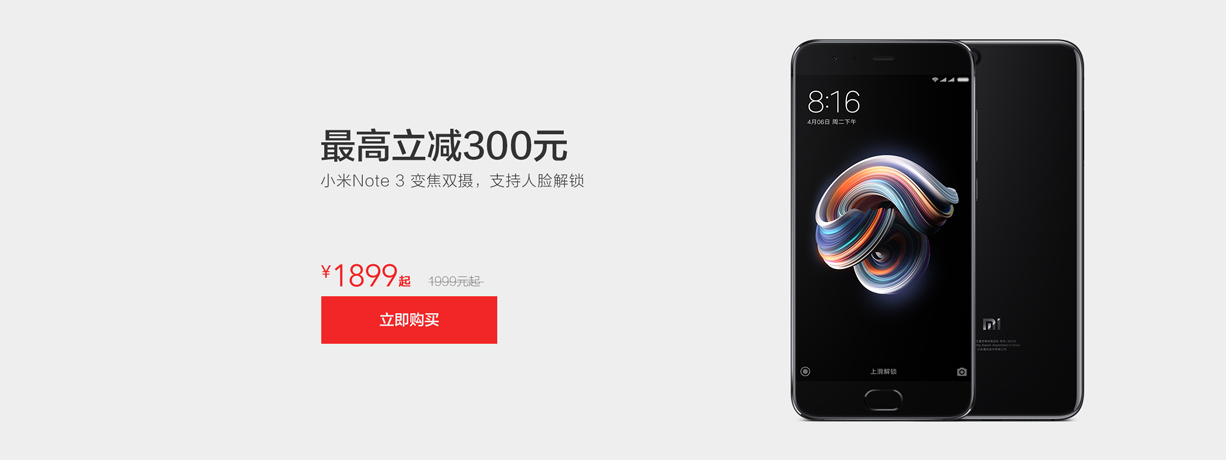 最高立减300元
小米Note 3 变焦双摄，支持人脸解锁
¥1899起 1999元起
立即购买
8:16
4月06日 周二下午
上滑解锁
MI